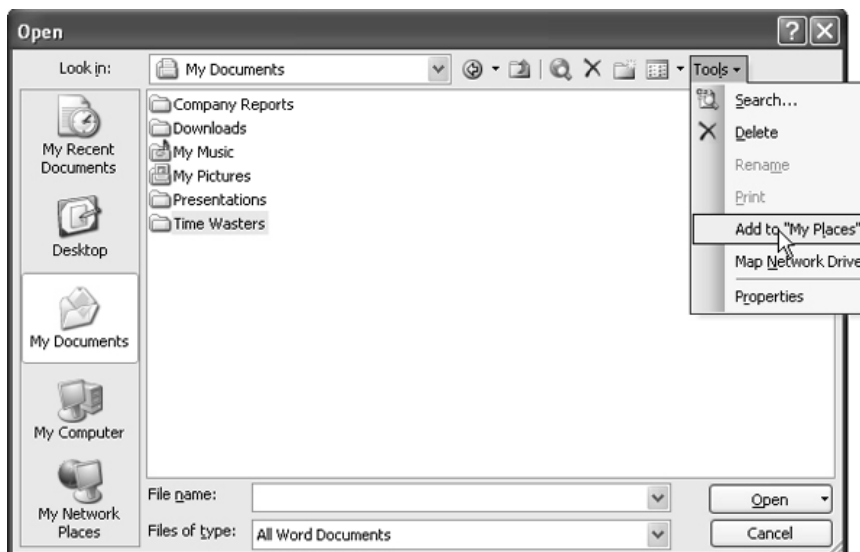 Open
Look in:
My Documents
Tools
My Recent
Documents
Desktop
My Documents
My Computer
My Network
Places
Company Reports
Downloads
My Music
My Pictures
Presentations
Time Wasters
Search...
Delete
Rename
Print
Add to "My Places"
Map Network Drive
Properties
File name:
Open
Files of type:
All Word Documents
Cancel